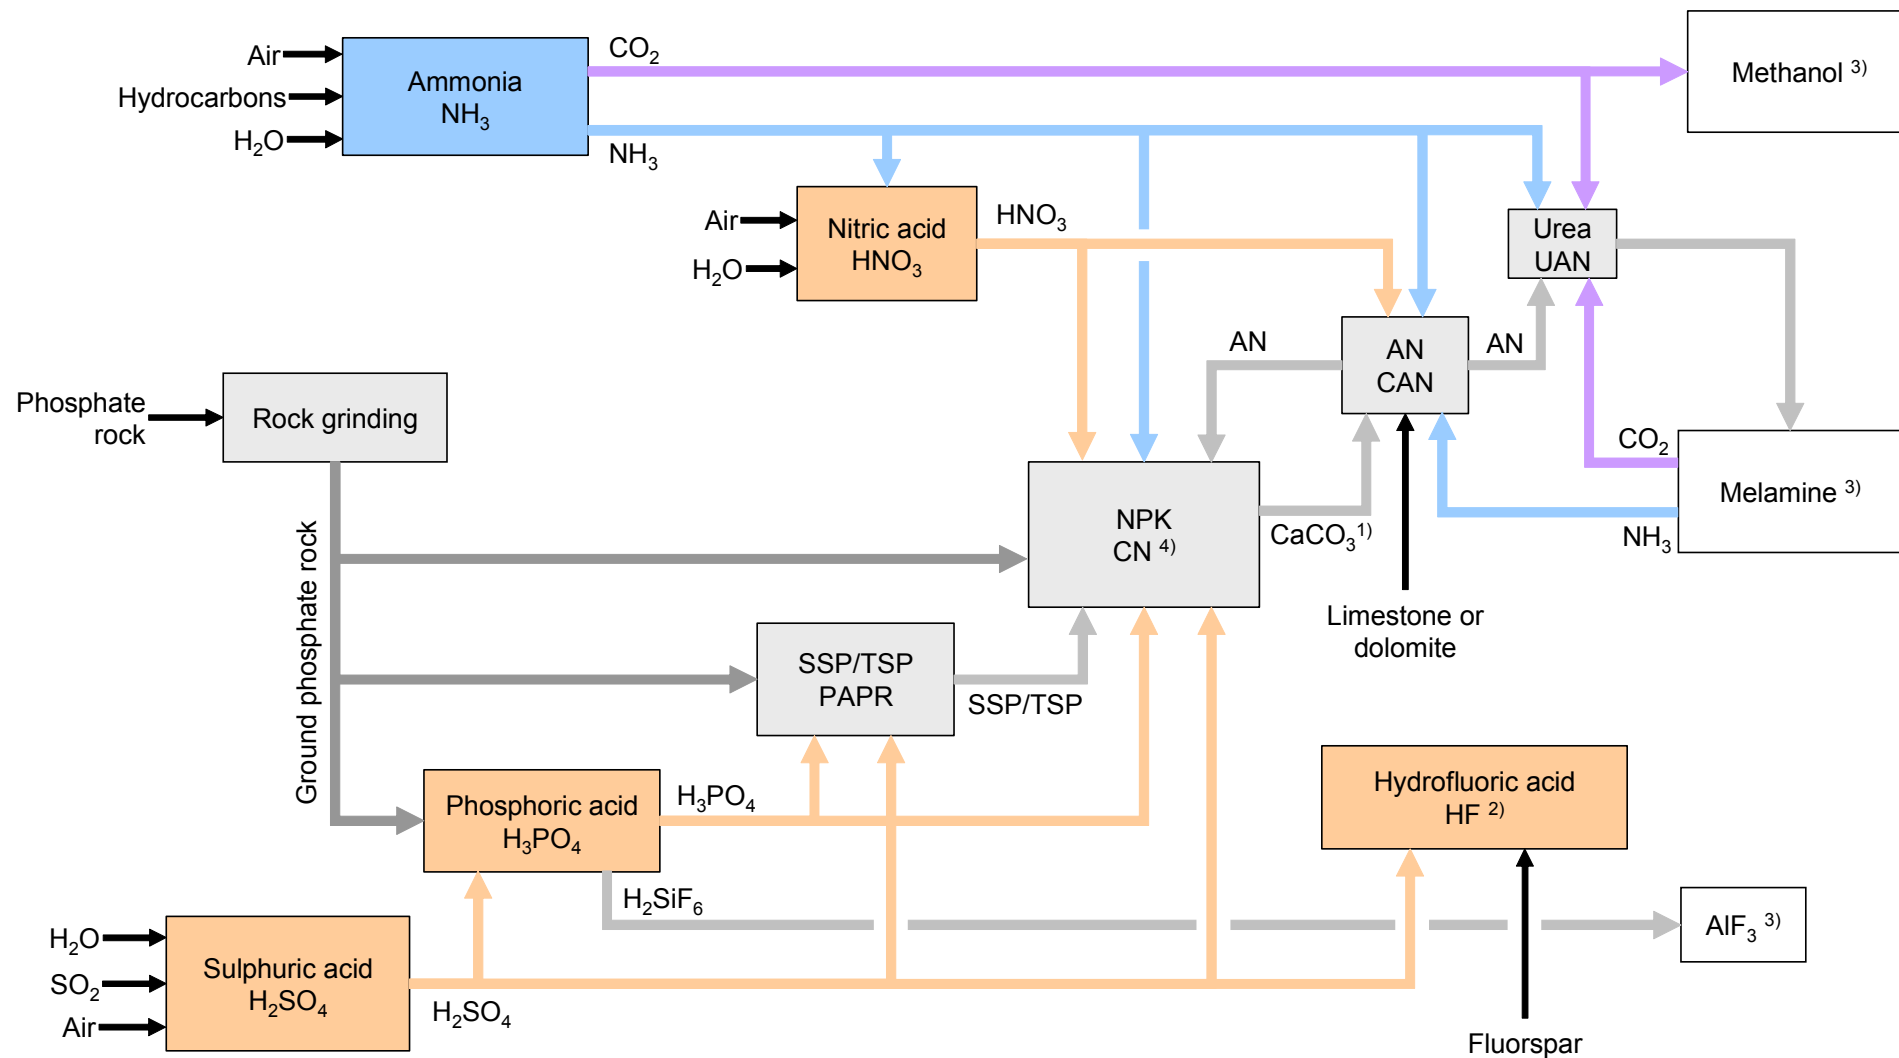 Air
Hydrocarbons
H₂O
Ammonia
NH₃
CO₂
NH₃
Methanol ³⁾
Air
H₂O
Nitric acid
HNO₃
HNO₃
Urea
UAN
AN
AN
CAN
AN
Phosphate
rock
Rock grinding
CO₂
Melamine ³⁾
NH₃
NPK
CN ⁴⁾
CaCO₃¹⁾
Limestone or
dolomite
Ground phosphate rock
SSP/TSP
PAPR
SSP/TSP
Phosphoric acid
H₃PO₄
H₃PO₄
H₂SiF₆
Hydrofluoric acid
HF ²⁾
AlF₃ ³⁾
H₂O
SO₂
Air
Sulphuric acid
H₂SO₄
H₂SO₄
Fluorspar